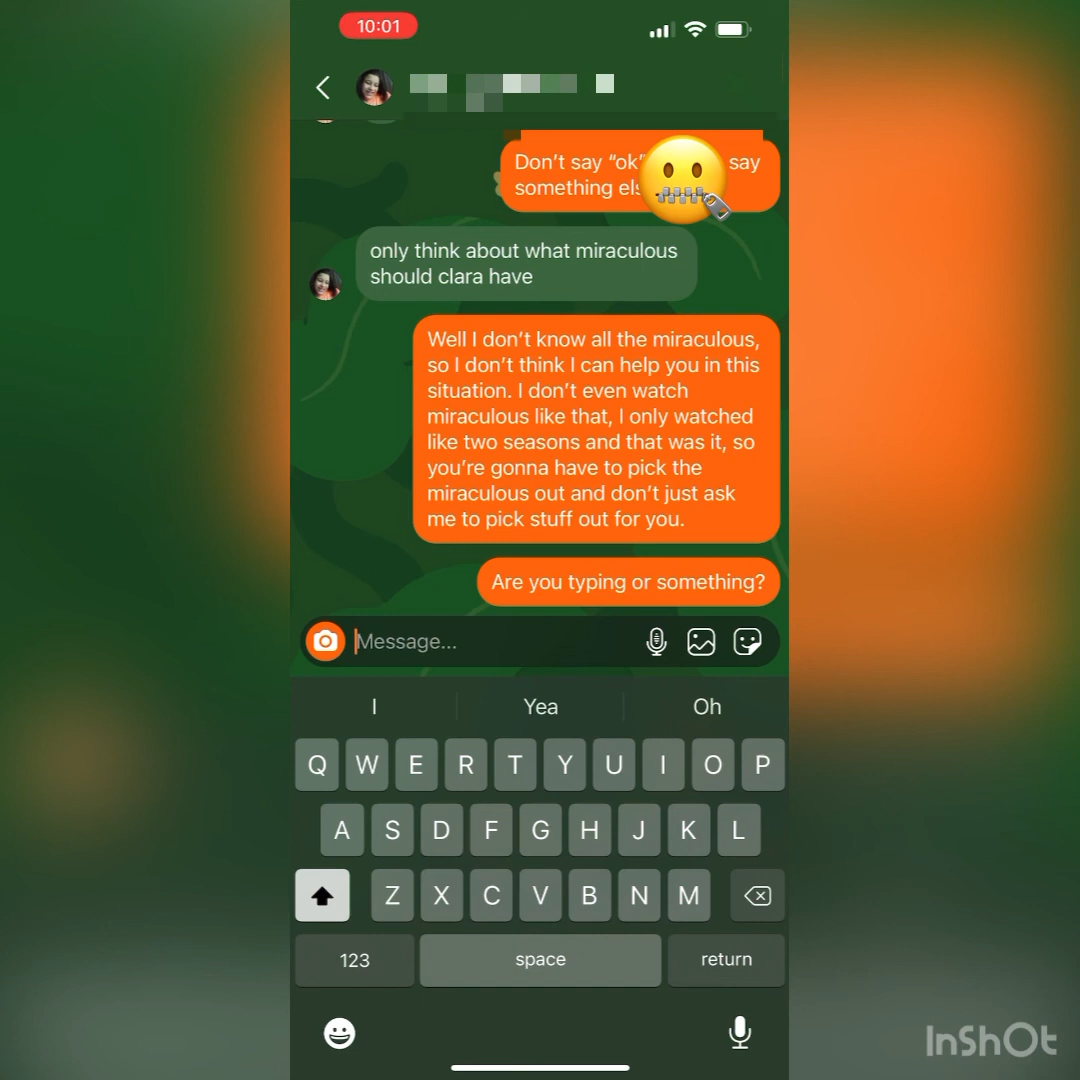 10:01
Don't say “ok” say
something els
only think about what miraculous
should clara have
Well I don't know all the miraculous,
so I don't think I can help you in this
situation. I don't even watch
miraculous like that, I only watched
like two seasons and that was it, so
you're gonna have to pick the
miraculous out and don't just ask
me to pick stuff out for you.
Are you typing or something?
Message...
I Yea Oh
Q W E R T Y U I O P
A S D F G H J K L
Z X C V B N M
123 space return
InShOt